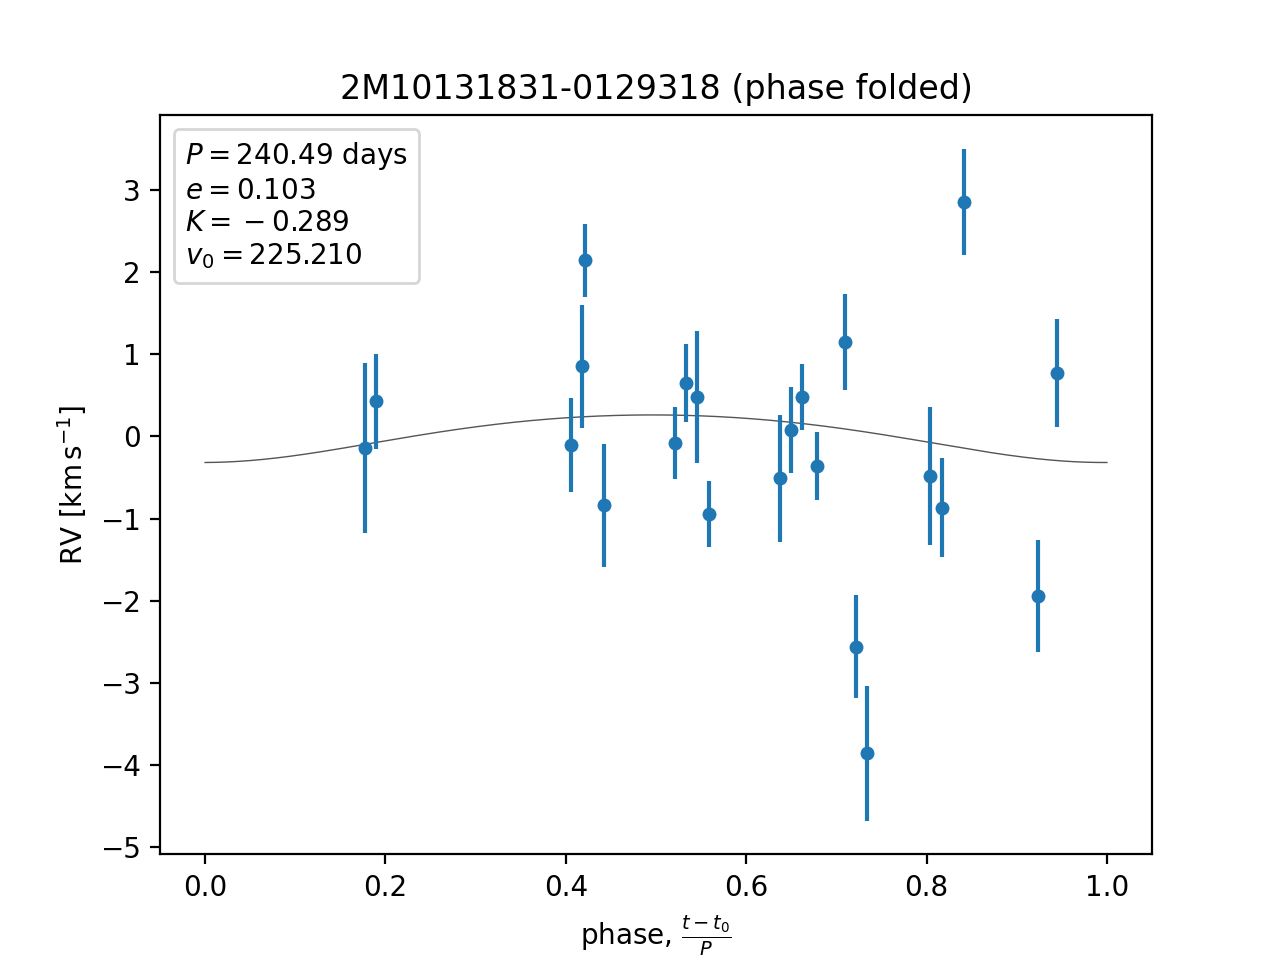 2M10131831-0129318 (phase folded)
P = 240.49 days
e = 0.103
K = −0.289
v₀ = 225.210
3
2
1
0
−1
−2
−3
−4
−5
RV [km s⁻¹]
0.0 0.2 0.4 0.6 0.8 1.0
phase, (t − t₀)/P